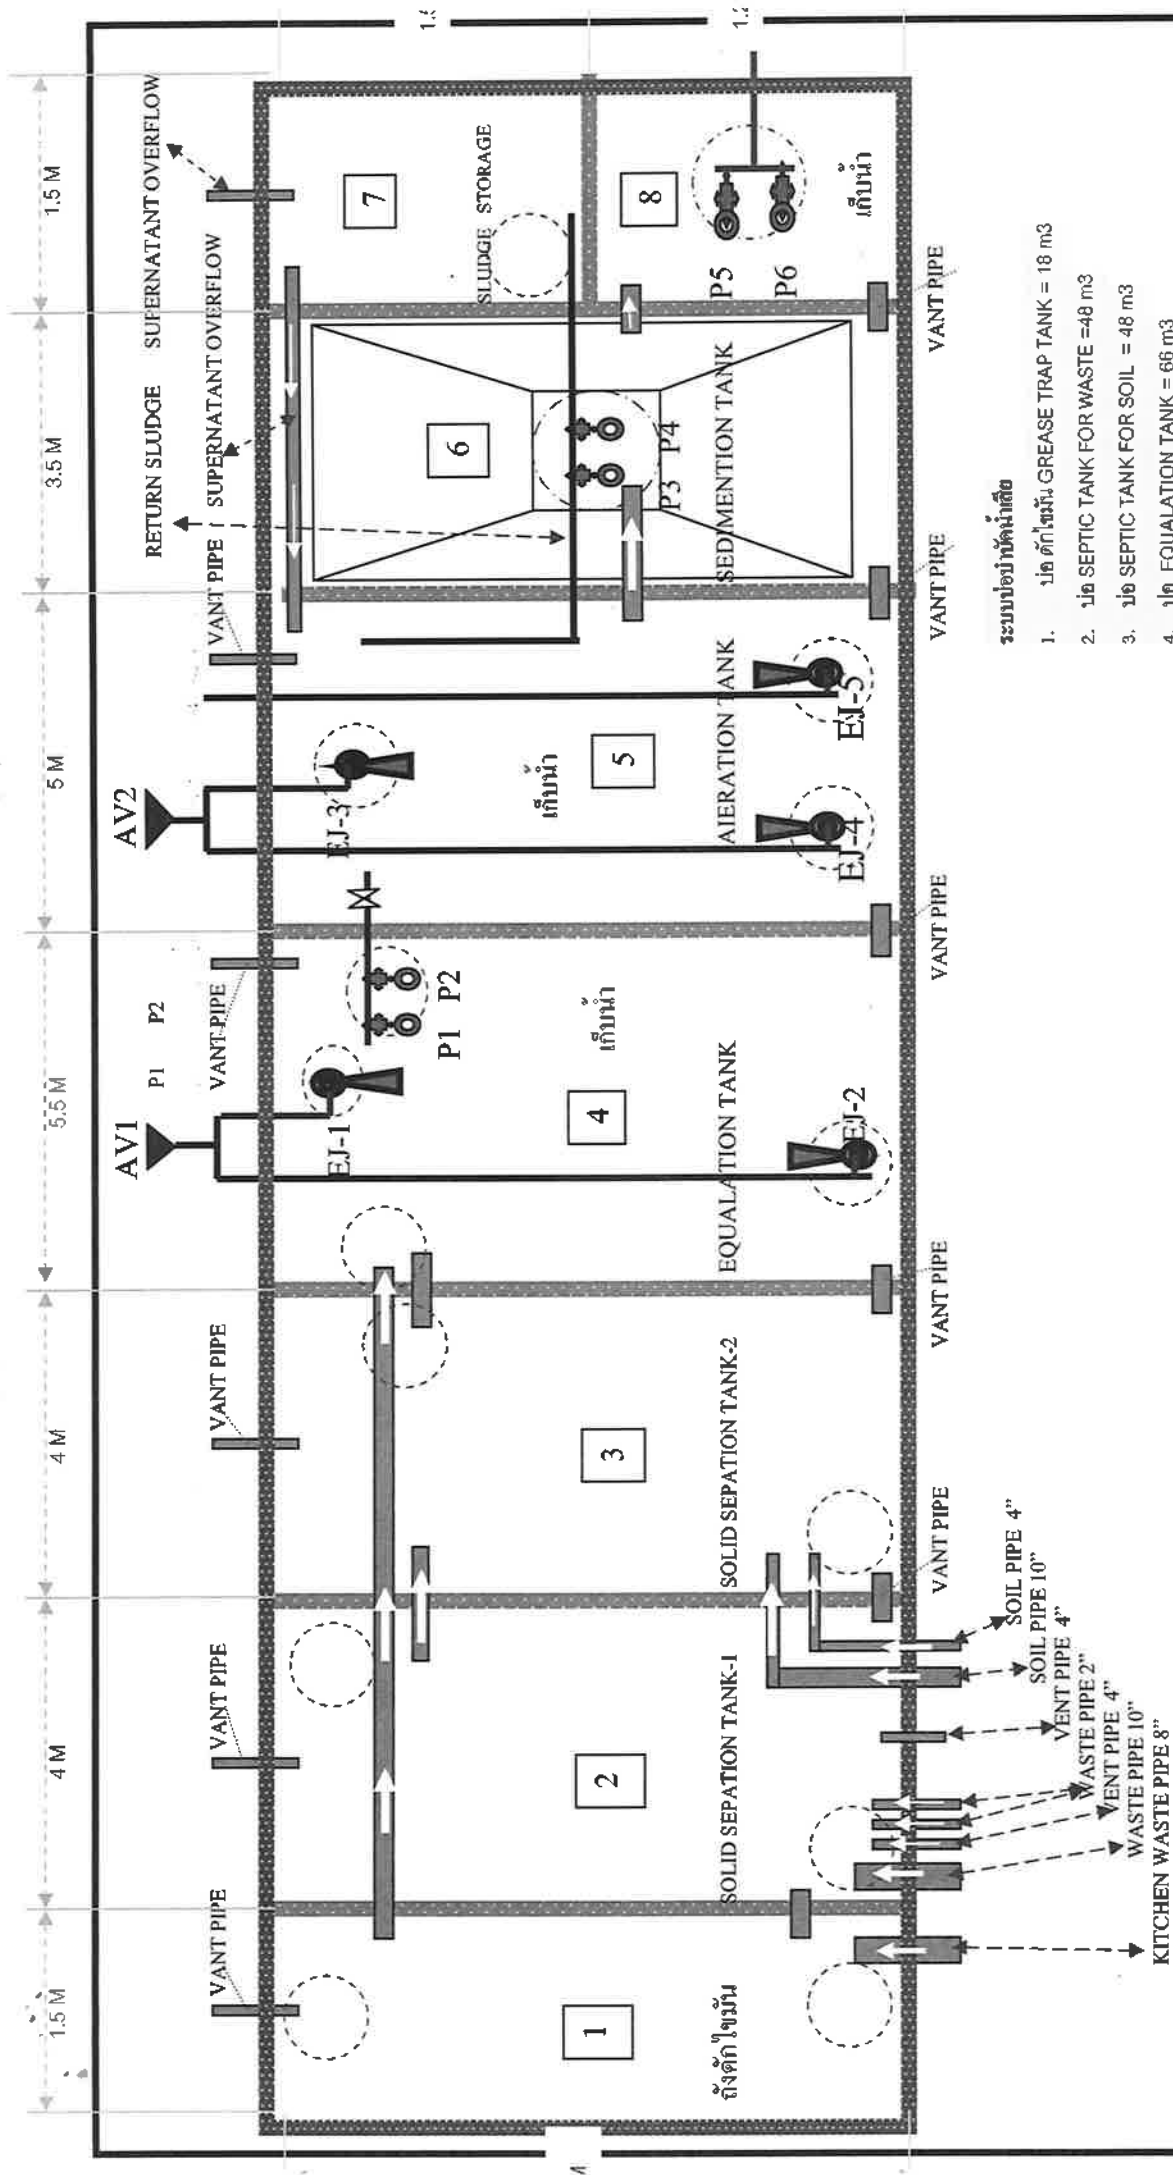 1.5 M
4 M
4 M
5.5 M
5 M
3.5 M
1.5 M
AV1
P1
P2
AV2
RETURN SLUDGE
SUPERNATANT OVERFLOW
VANT PIPE
VANT PIPE
VANT PIPE
VANT PIPE
VANT PIPE
SUPERNATANT OVERFLOW
EJ-1
P1
P2
EJ-3
7
SLUDGE STORAGE
6
P3
P4
1
2
3
4
เก็บน้ำ
เก็บน้ำ
5
8
P5
P6
เก็บน้ำ
ถังดักไขมัน
SOLID SEPATION TANK-1
SOLID SEPATION TANK-2
EQUALATION TANK
AIERATION TANK
SEDIMENTION TANK
EJ-2
EJ-4
EJ-5
VANT PIPE
VANT PIPE
VANT PIPE
VANT PIPE
VANT PIPE
SOIL PIPE 4”
SOIL PIPE 10”
VENT PIPE 4”
WASTE PIPE 2”
VENT PIPE 4”
WASTE PIPE 10”
KITCHEN WASTE PIPE 8”
ระบบบ่อบำบัดน้ำเสีย
1. บ่อ ดักไขมัน GREASE TRAP TANK = 18 m3
2. บ่อ SEPTIC TANK FOR WASTE =48 m3
3. บ่อ SEPTIC TANK FOR SOIL = 48 m3
4. บ่อ EQUALATION TANK = 66 m3